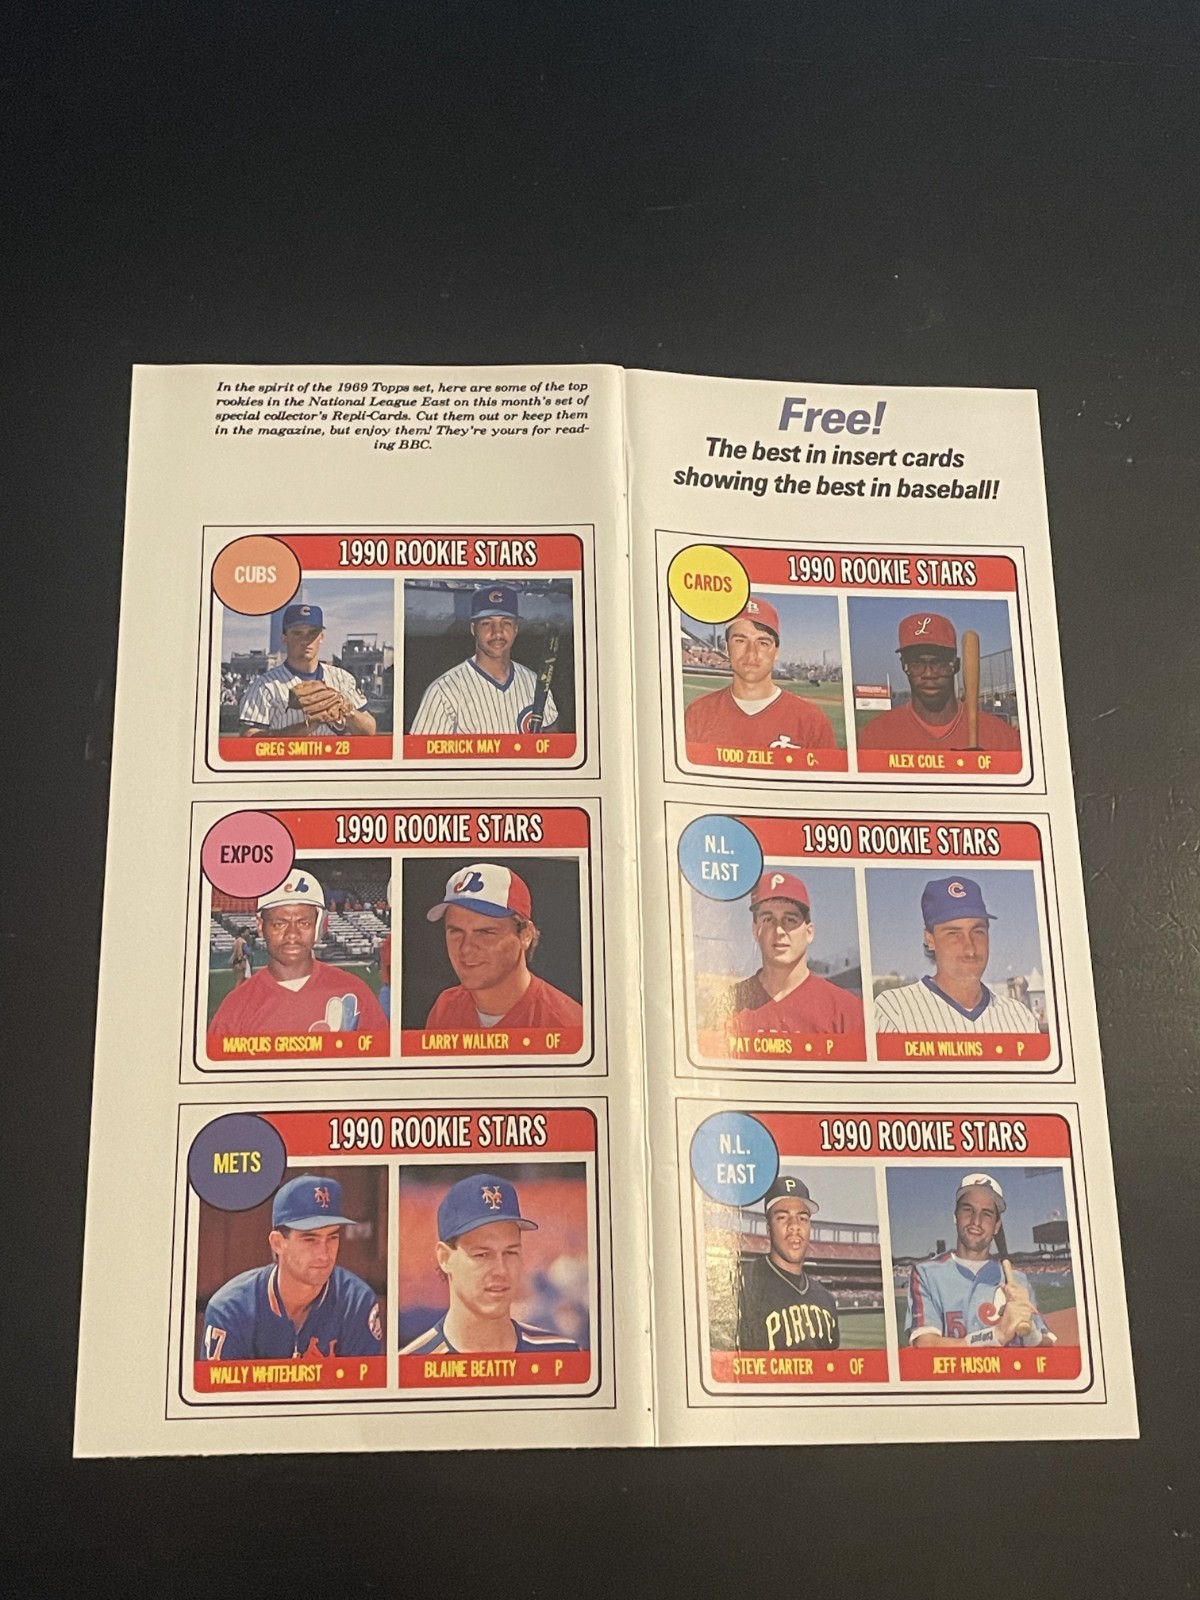 In the spirit of the 1969 Topps set, here are some of the top
rookies in the National League East on this month's set of
special collector's Repli-Cards. Cut them out or keep them
in the magazine, but enjoy them! They're yours for read-
ing BBC.
Free!
The best in insert cards
showing the best in baseball!
CUBS
1990 ROOKIE STARS
GREG SMITH • 2B
DERRICK MAY • OF
EXPOS
1990 ROOKIE STARS
MARQUIS GRISSOM • OF
LARRY WALKER • OF
METS
1990 ROOKIE STARS
17
WALLY WHITEHURST • P
BLAINE BEATTY • P
CARDS
1990 ROOKIE STARS
TODD ZEILE • C
ALEX COLE • OF
N.L.
EAST
1990 ROOKIE STARS
PAT COMBS • P
DEAN WILKINS • P
N.L.
EAST
1990 ROOKIE STARS
PIRATE
5
STEVE CARTER • OF
JEFF HUSON • IF